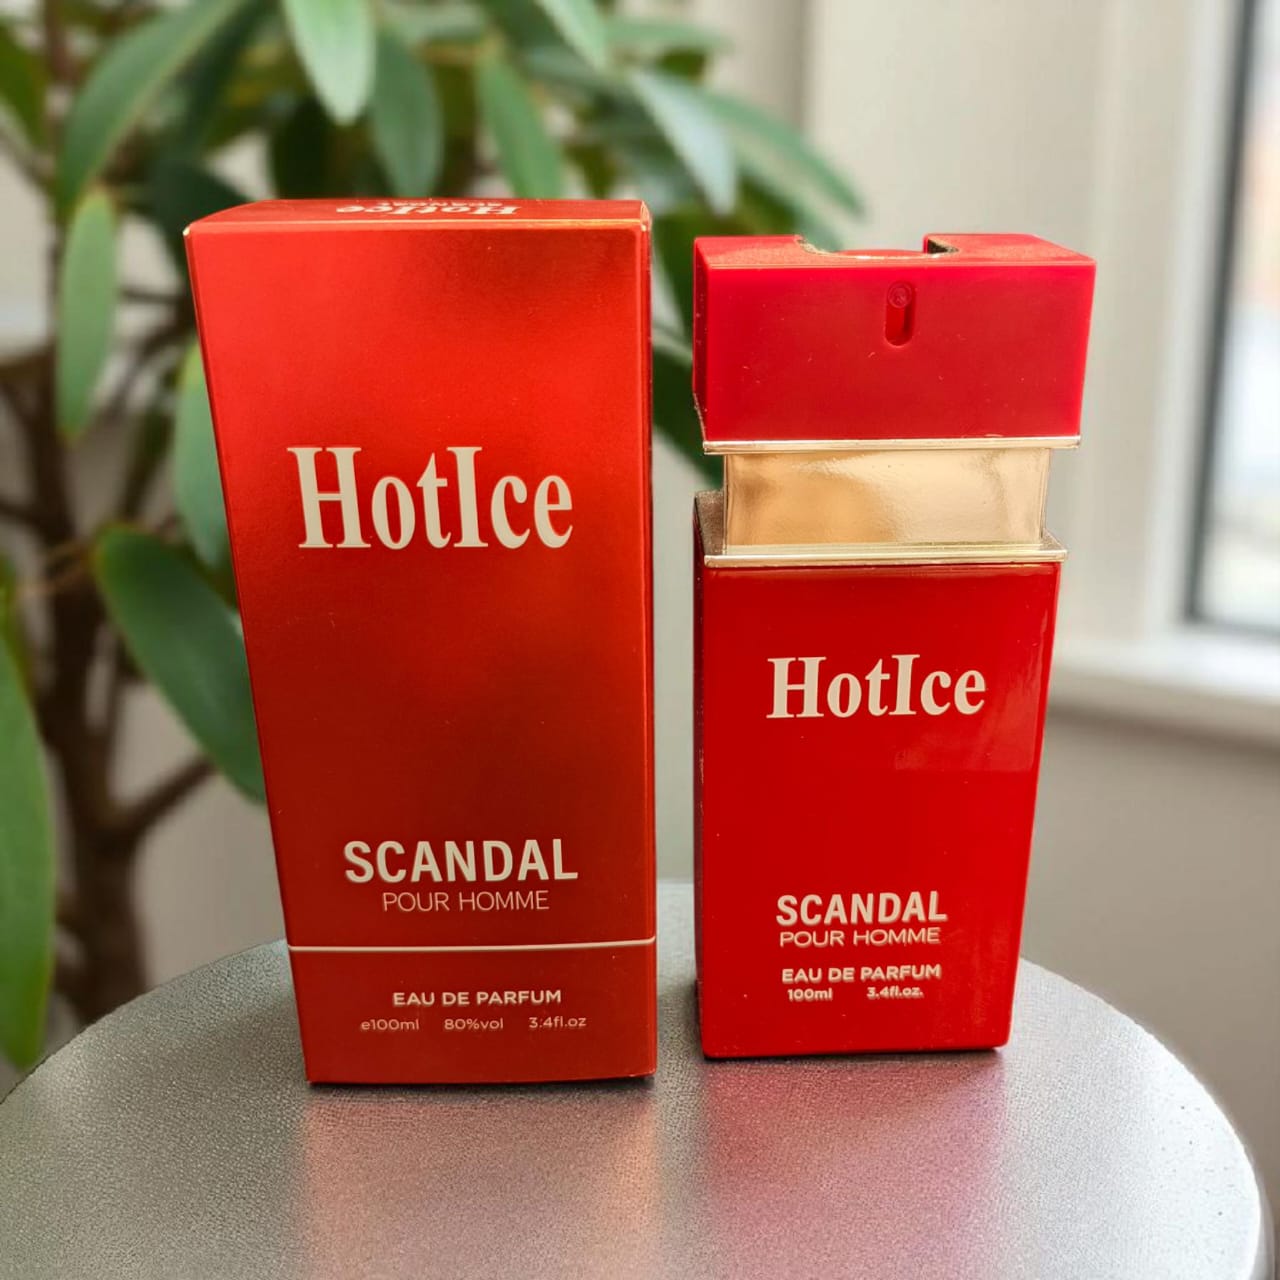 HotIce
SCANDAL
HotIce
SCANDAL
POUR HOMME
EAU DE PARFUM
e100ml 80%vol 3.4fl.oz
HotIce
SCANDAL
POUR HOMME
EAU DE PARFUM
100ml 3.4fl.oz.